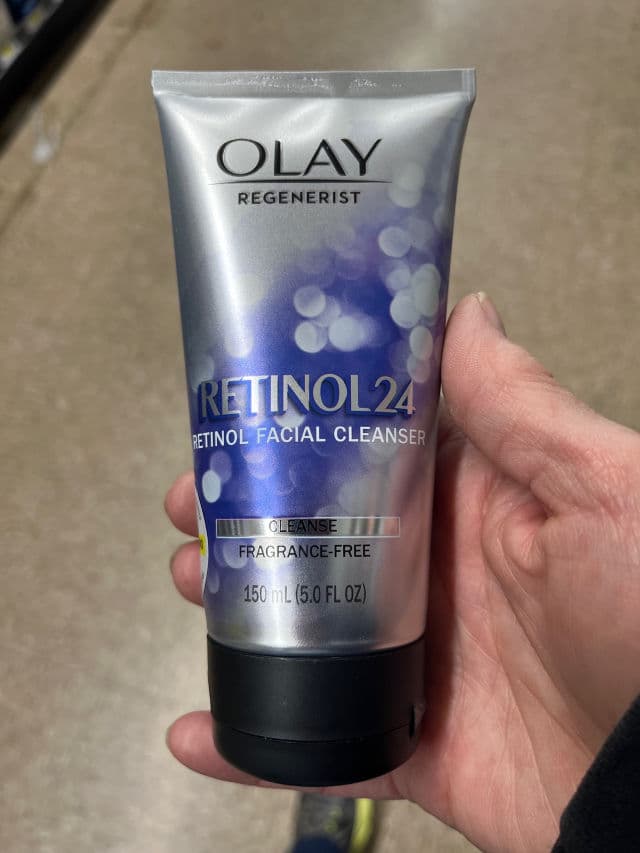 OLAY
REGENERIST
RETINOL24
RETINOL FACIAL CLEANSER
CLEANSE
FRAGRANCE-FREE
150 mL (5.0 FL OZ)